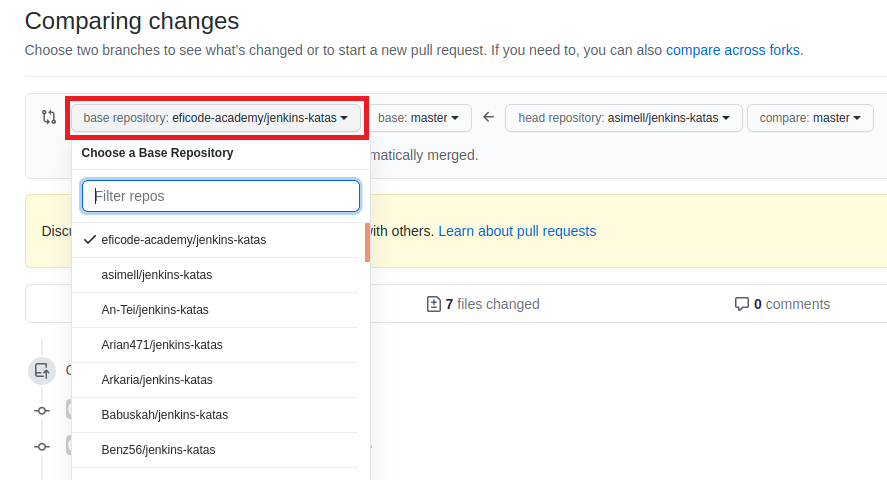 Comparing changes
Choose two branches to see what's changed or to start a new pull request. If you need to, you can also compare across forks.
base repository: eficode-academy/jenkins-katas base: master head repository: asimell/jenkins-katas compare: master
Choose a Base Repository
matically merged.
Filter repos
Discu
ith others. Learn about pull requests
eficode-academy/jenkins-katas
asimell/jenkins-katas
An-Tei/jenkins-katas
7 files changed
0 comments
Arian471/jenkins-katas
Arkaria/jenkins-katas
Babuskah/jenkins-katas
Benz56/jenkins-katas